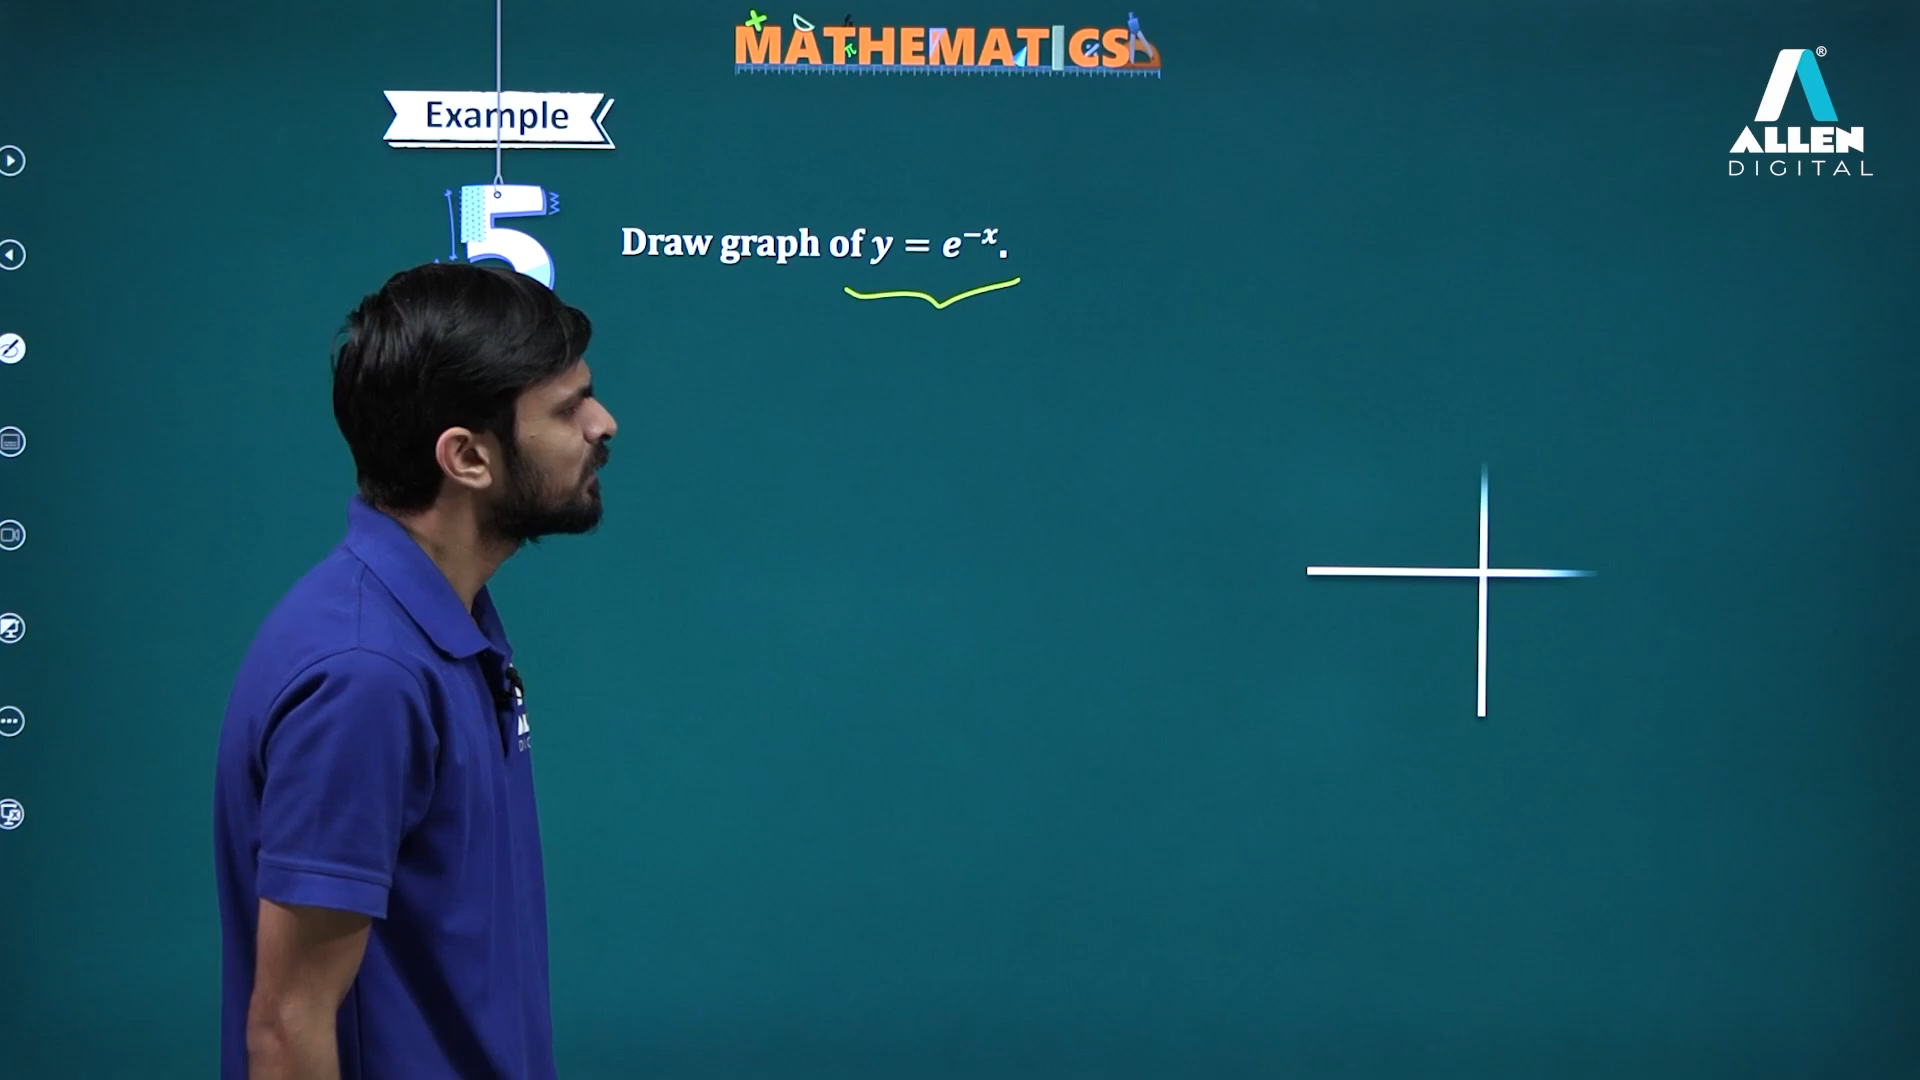 MATHEMATICS
ALLEN
DIGITAL
Example
5
Draw graph of y = e^{-x}.